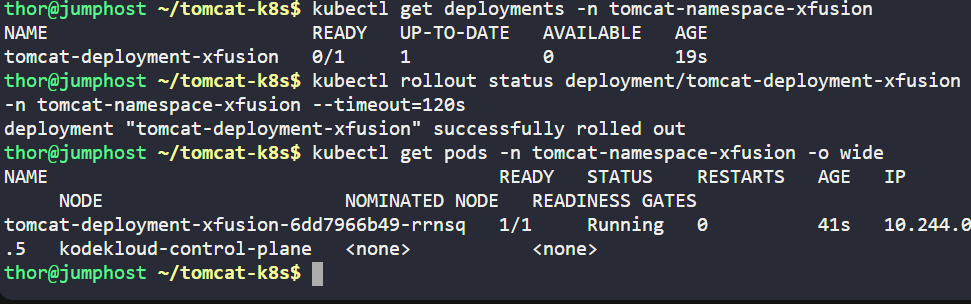 thor@jumphost ~/tomcat-k8s$ kubectl get deployments -n tomcat-namespace-xfusion
NAME                        READY   UP-TO-DATE   AVAILABLE   AGE
tomcat-deployment-xfusion   0/1     1            0           19s
thor@jumphost ~/tomcat-k8s$ kubectl rollout status deployment/tomcat-deployment-xfusion
-n tomcat-namespace-xfusion --timeout=120s
deployment "tomcat-deployment-xfusion" successfully rolled out
thor@jumphost ~/tomcat-k8s$ kubectl get pods -n tomcat-namespace-xfusion -o wide
NAME                                         READY   STATUS    RESTARTS   AGE   IP
     NODE                      NOMINATED NODE   READINESS GATES
tomcat-deployment-xfusion-6dd7966b49-rrnsq   1/1     Running   0          41s   10.244.0
.5   kodekloud-control-plane   <none>           <none>
thor@jumphost ~/tomcat-k8s$